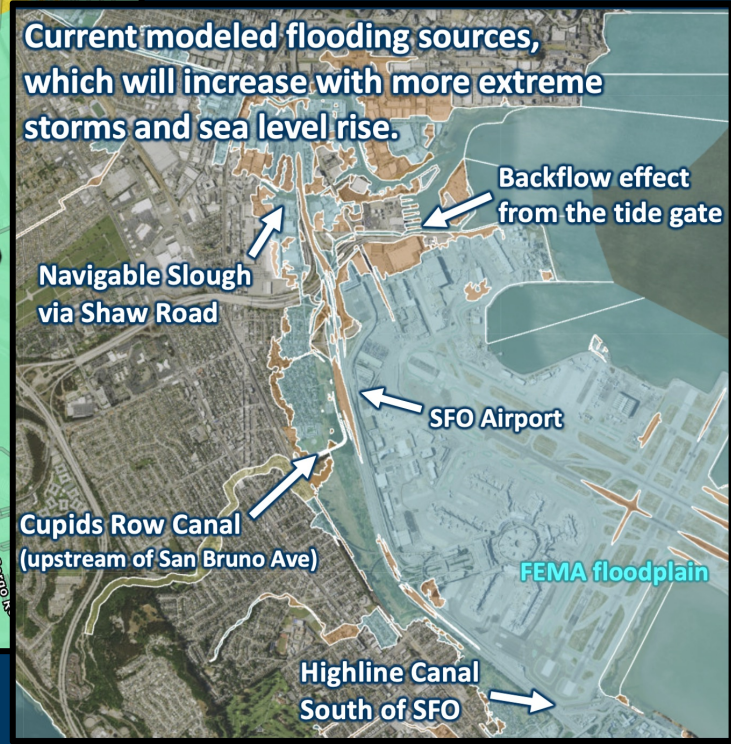 Current modeled flooding sources,
which will increase with more extreme
storms and sea level rise.
Backflow effect
from the tide gate
Navigable Slough
via Shaw Road
SFO Airport
Cupids Row Canal
(upstream of San Bruno Ave)
FEMA floodplain
Highline Canal
South of SFO